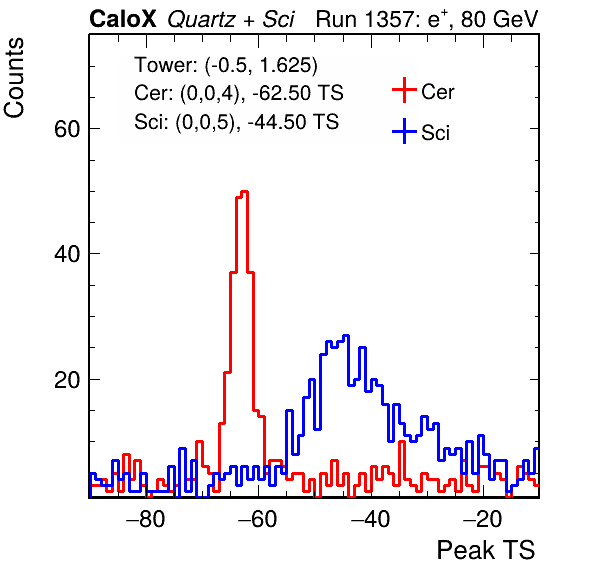 CaloX Quartz + Sci Run 1357: e+, 80 GeV
Counts
Tower: (-0.5, 1.625)
Cer: (0,0,4), -62.50 TS
Sci: (0,0,5), -44.50 TS
Cer
Sci
60
40
20
−80 −60 −40 −20
Peak TS